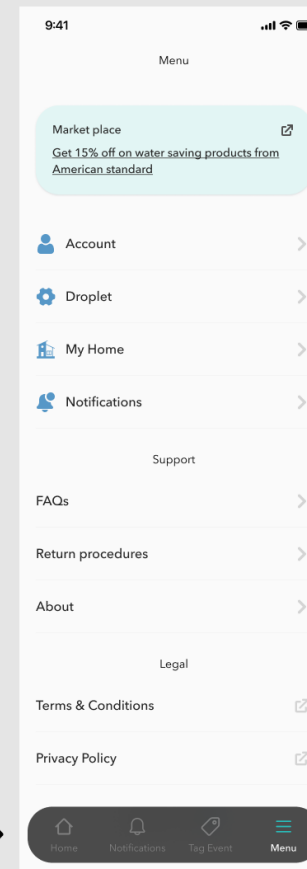 9:41
Menu
Market place
Get 15% off on water saving products from
American standard
Account
Droplet
My Home
Notifications
Support
FAQs
Return procedures
About
Legal
Terms & Conditions
Privacy Policy
Home Notifications Tag Event Menu